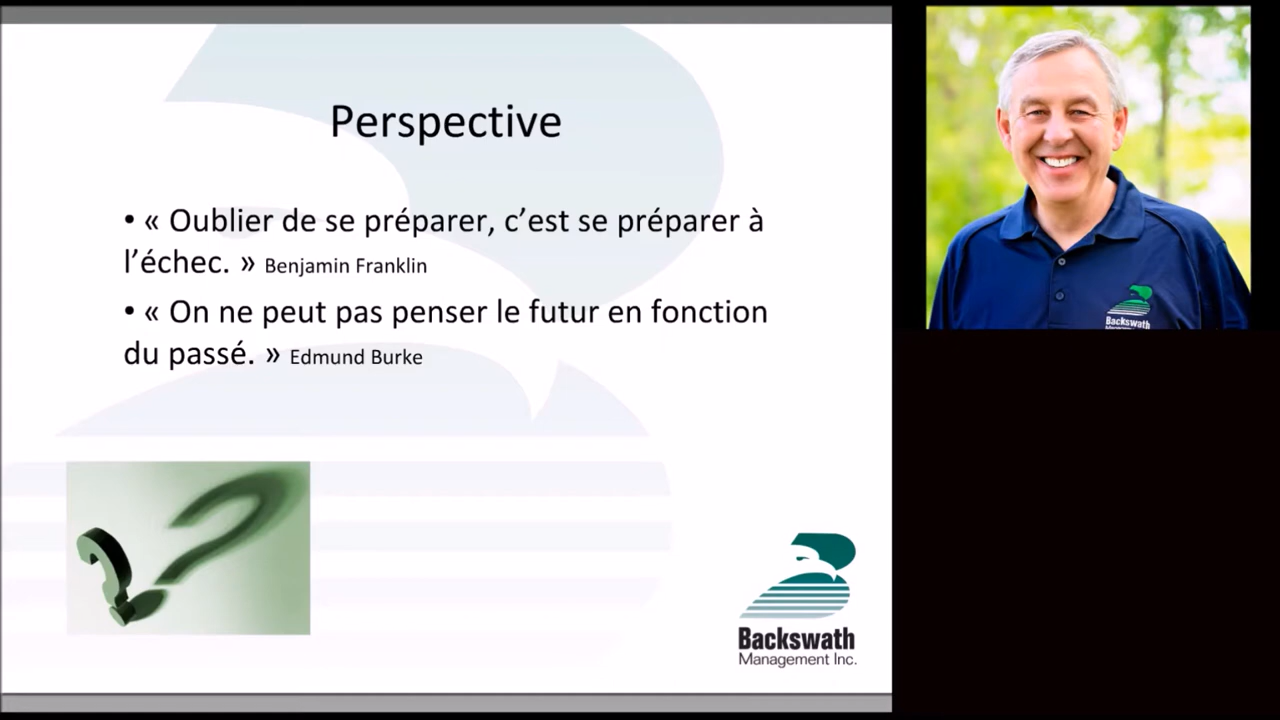 Perspective
• « Oublier de se préparer, c’est se préparer à
l’échec. » Benjamin Franklin
• « On ne peut pas penser le futur en fonction
du passé. » Edmund Burke
Backswath
Management Inc.
Backswath